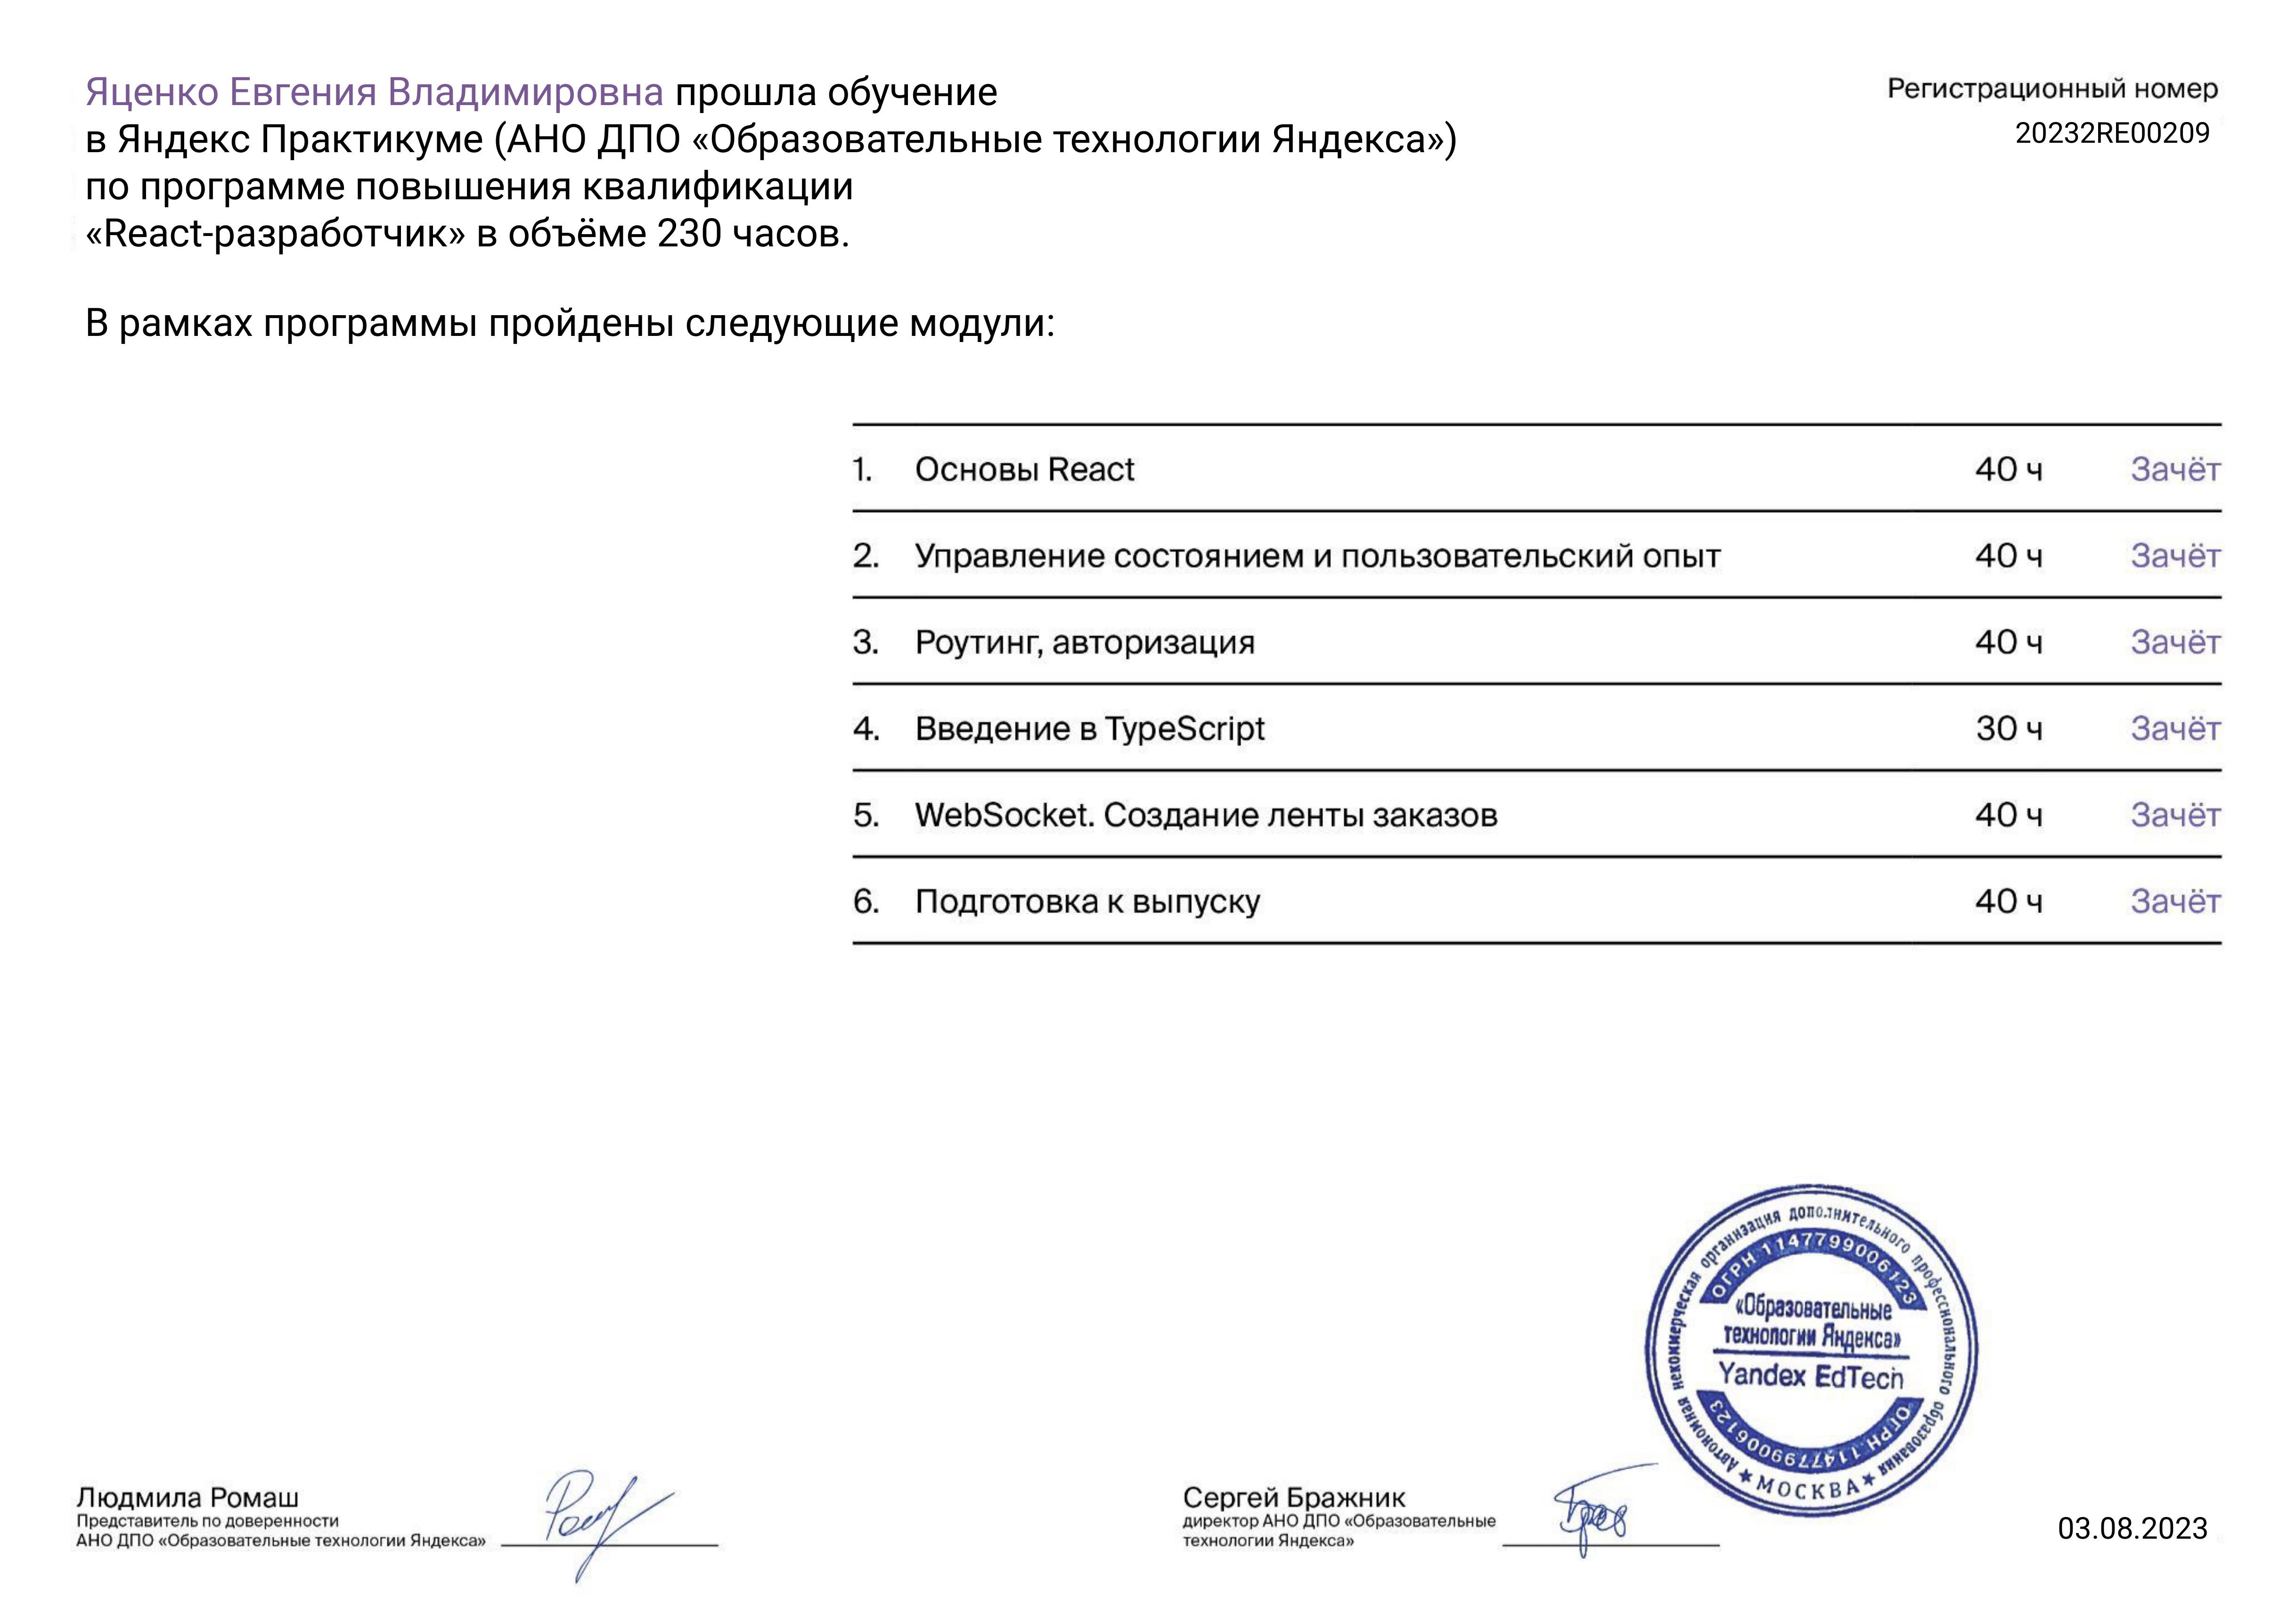 Яценко Евгения Владимировна прошла обучение
в Яндекс Практикуме (АНО ДПО «Образовательные технологии Яндекса»)
по программе повышения квалификации
«React-разработчик» в объёме 230 часов.
Регистрационный номер
20232RE00209
В рамках программы пройдены следующие модули:
1. Основы React 40 ч Зачёт
2. Управление состоянием и пользовательский опыт 40 ч Зачёт
3. Роутинг, авторизация 40 ч Зачёт
4. Введение в TypeScript 30 ч Зачёт
5. WebSocket. Создание ленты заказов 40 ч Зачёт
6. Подготовка к выпуску 40 ч Зачёт
Автономная некоммерческая организация дополнительного профессионального образования
ОГРН 1147799006123
«Образовательные
технологии Яндекса»
Yandex EdTech
ОГРН 1147799006123
★ МОСКВА ★
Людмила Ромаш
Представитель по доверенности
АНО ДПО «Образовательные технологии Яндекса»
Сергей Бражник
директор АНО ДПО «Образовательные
технологии Яндекса»
03.08.2023